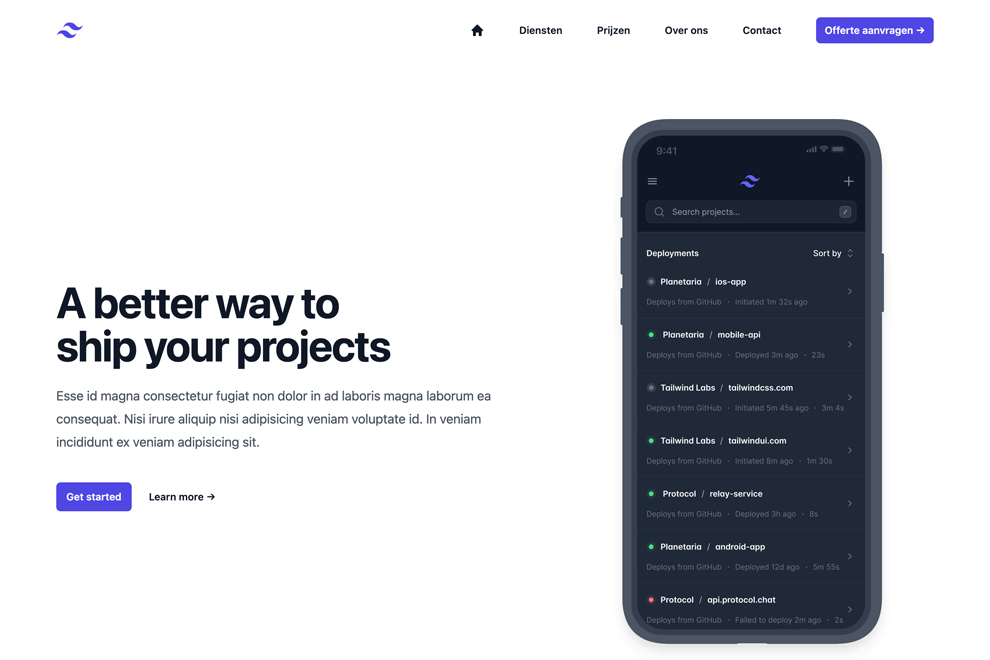 Diensten Prijzen Over ons Contact Offerte aanvragen →
A better way to
ship your projects
Esse id magna consectetur fugiat non dolor in ad laboris magna laborum ea
consequat. Nisi irure aliquip nisi adipisicing veniam voluptate id. In veniam
incididunt ex veniam adipisicing sit.
Get started Learn more →
9:41
Search projects... /
Deployments Sort by
Planetaria / ios-app
Deploys from GitHub · Initiated 1m 32s ago
Planetaria / mobile-api
Deploys from GitHub · Deployed 3m ago · 23s
Tailwind Labs / tailwindcss.com
Deploys from GitHub · Initiated 5m 45s ago · 3m 4s
Tailwind Labs / tailwindui.com
Deploys from GitHub · Initiated 8m ago · 1m 30s
Protocol / relay-service
Deploys from GitHub · Deployed 3h ago · 8s
Planetaria / android-app
Deploys from GitHub · Deployed 12d ago · 5m 55s
Protocol / api.protocol.chat
Deploys from GitHub · Failed to deploy 2m ago · 2s